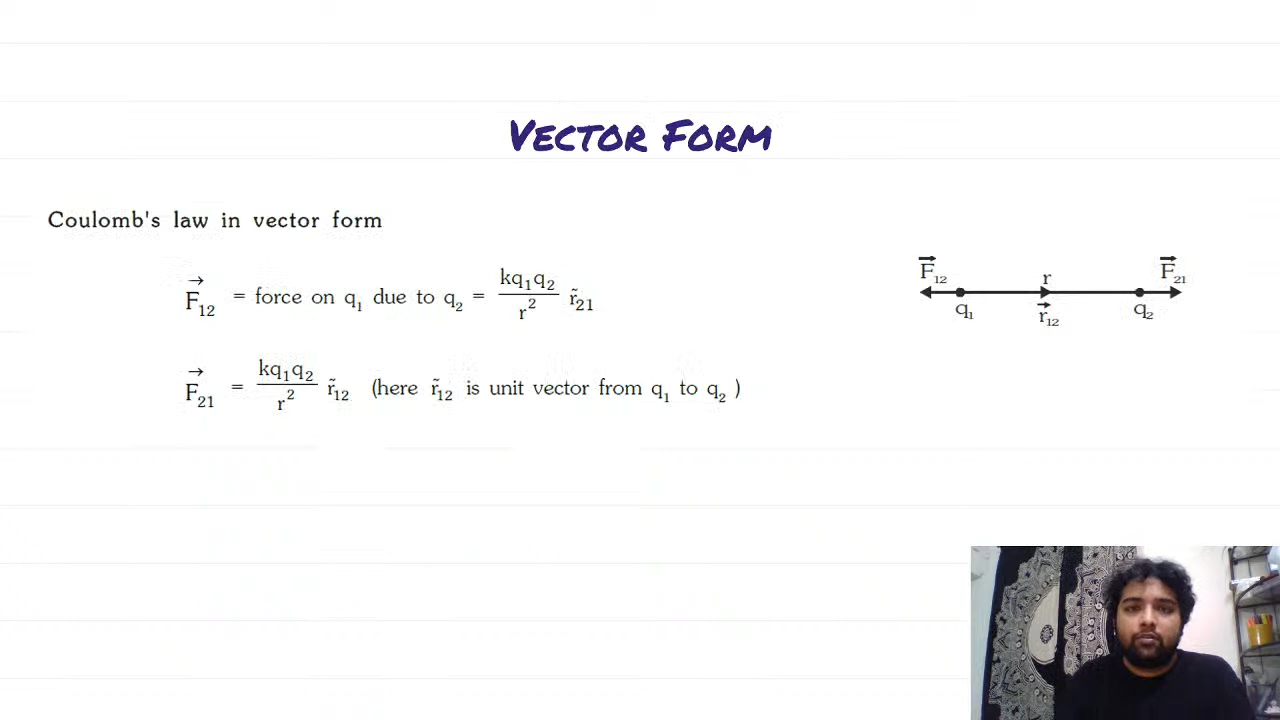 VECTOR FORM
Coulomb's law in vector form
F⃗₁₂ = force on q₁ due to q₂ = kq₁q₂/r² r̃₂₁
F⃗₂₁ = kq₁q₂/r² r̃₁₂ (here r̃₁₂ is unit vector from q₁ to q₂ )
F⃗₁₂ r F⃗₂₁
q₁ r⃗₁₂ q₂